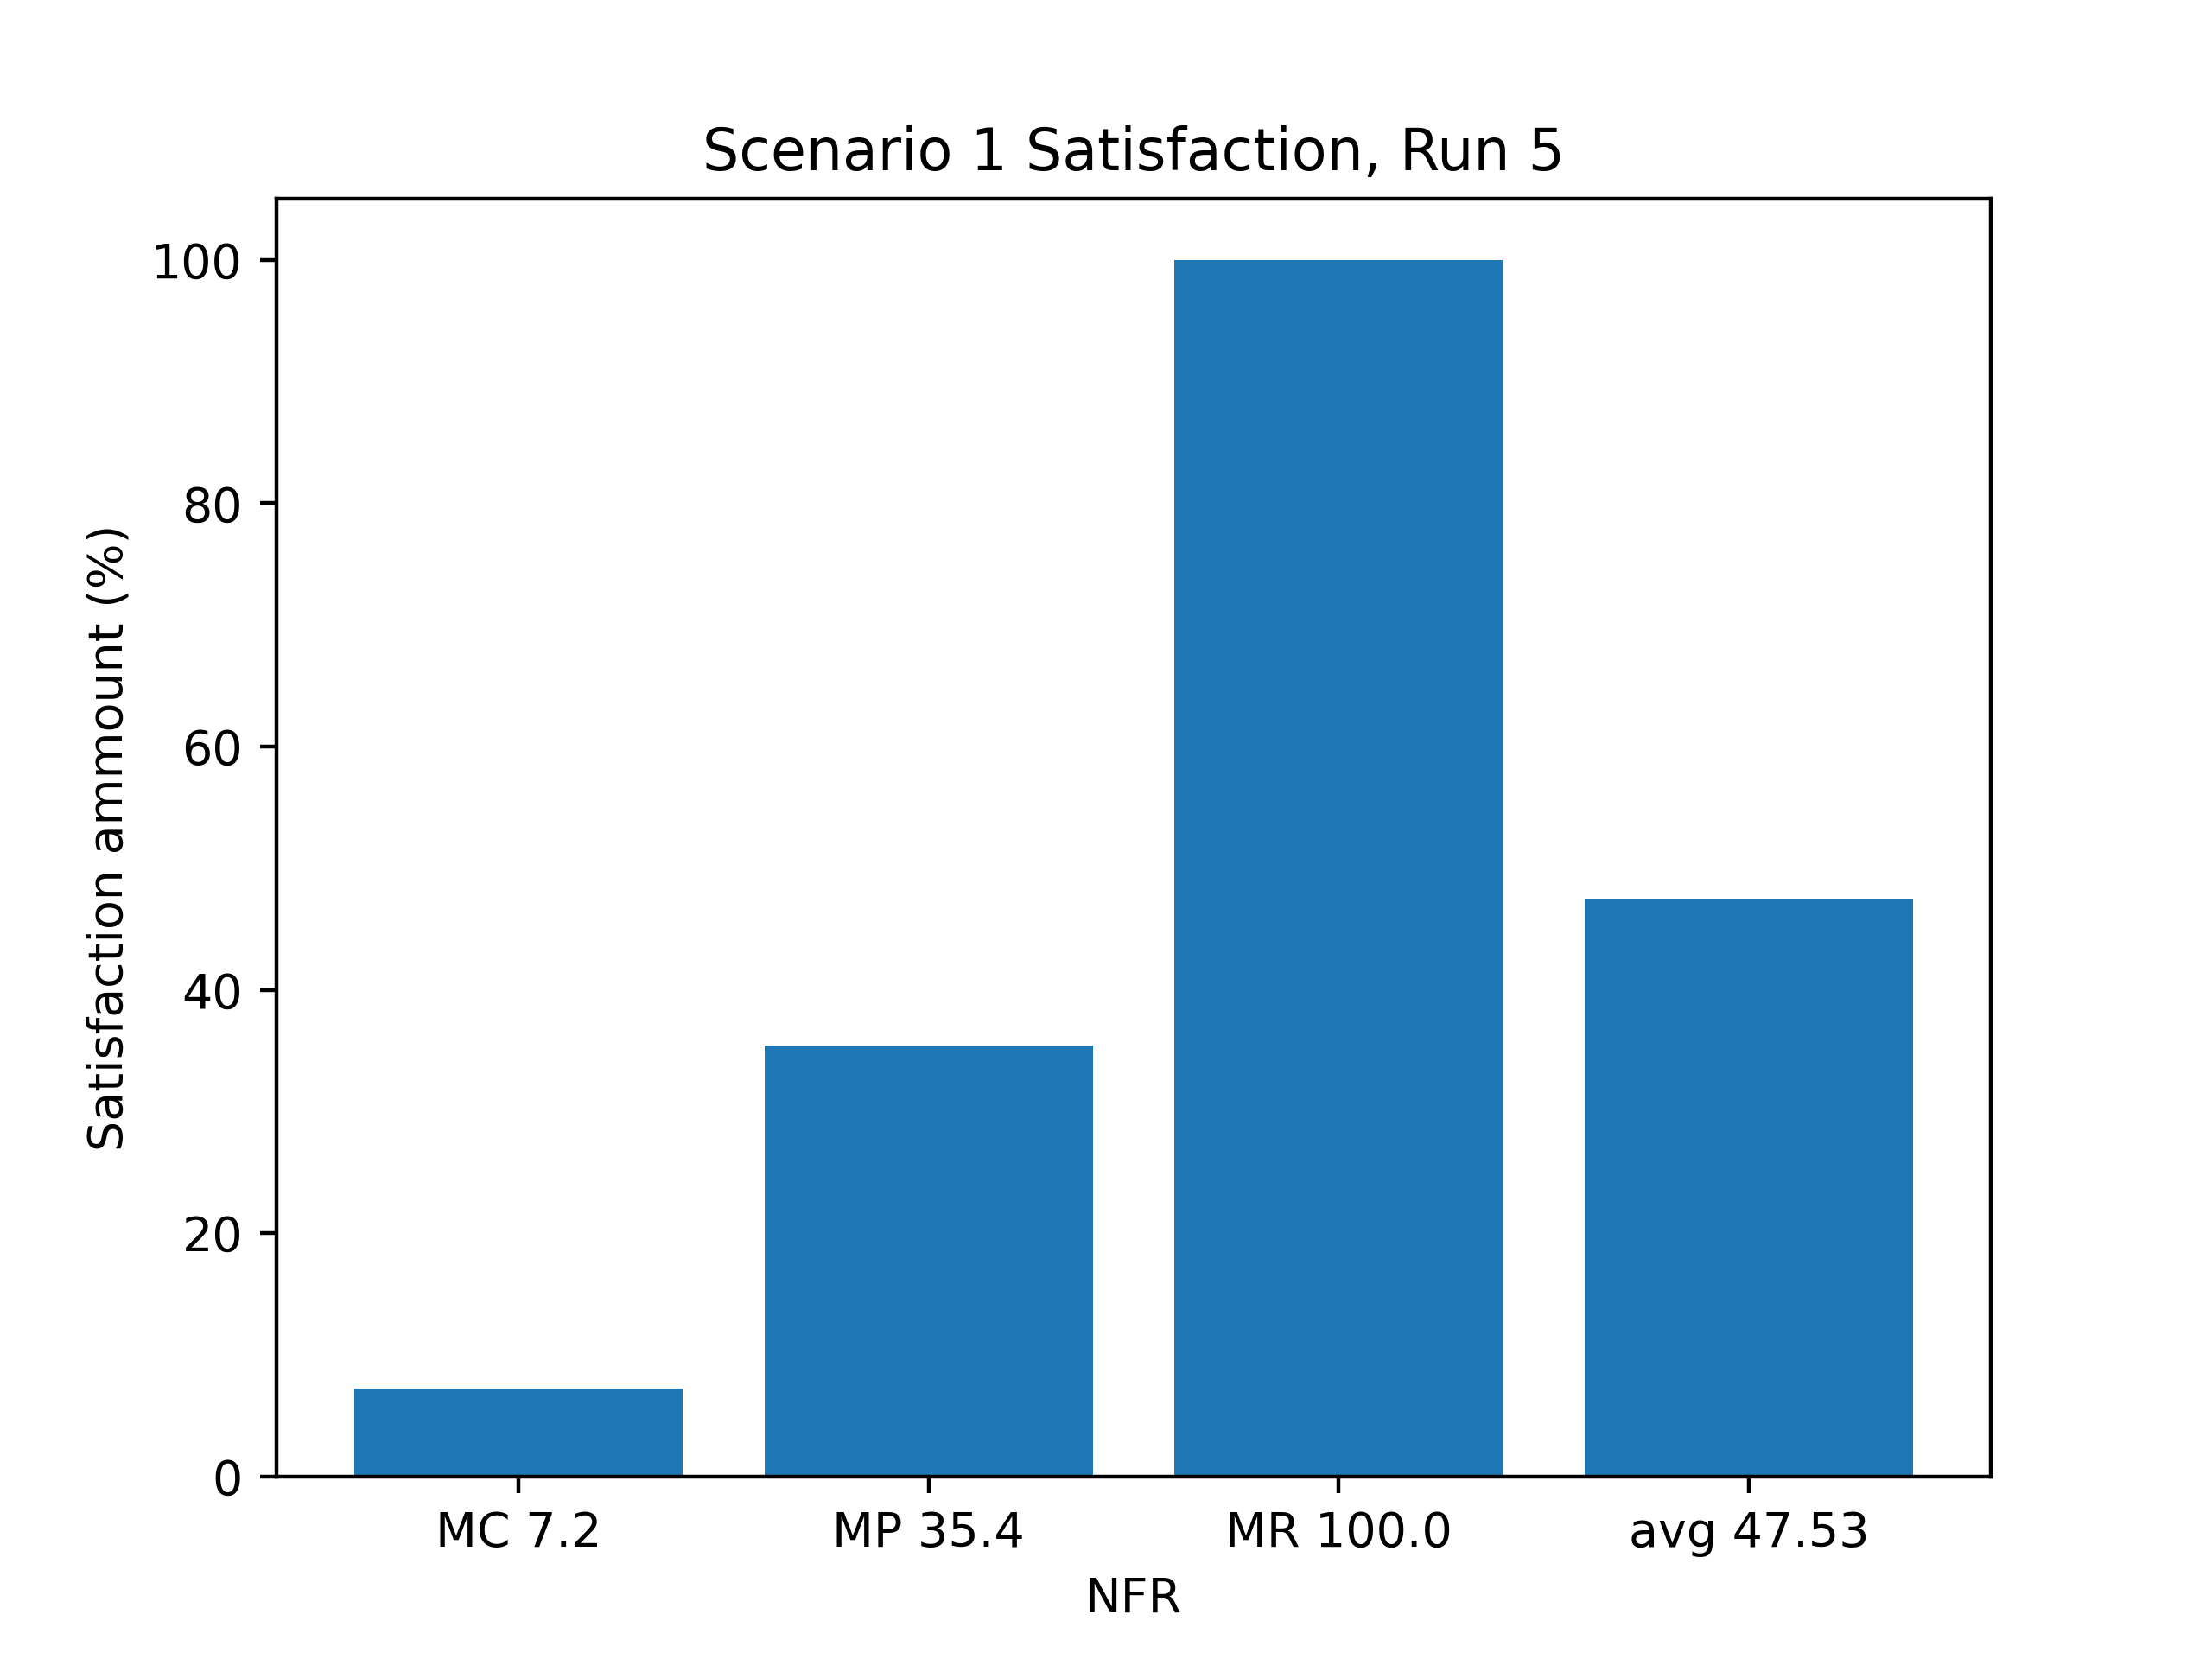 Scenario 1 Satisfaction, Run 5
Satisfaction ammount (%)
100
80
60
40
20
0
MC 7.2
MP 35.4
MR 100.0
avg 47.53
NFR